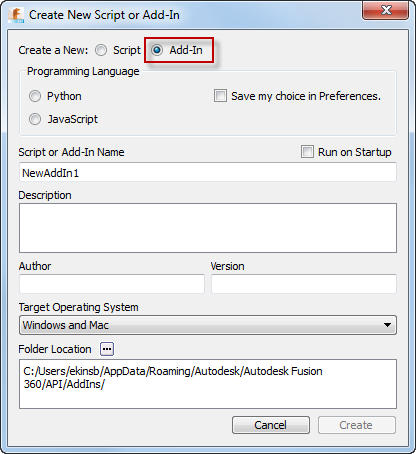 Create New Script or Add-In
Create a New: Script Add-In
Programming Language
Python Save my choice in Preferences.
JavaScript
Script or Add-In Name Run on Startup
NewAddIn1
Description
Author Version
Target Operating System
Windows and Mac
Folder Location ...
C:/Users/ekinsb/AppData/Roaming/Autodesk/Autodesk Fusion
360/API/AddIns/
Cancel Create